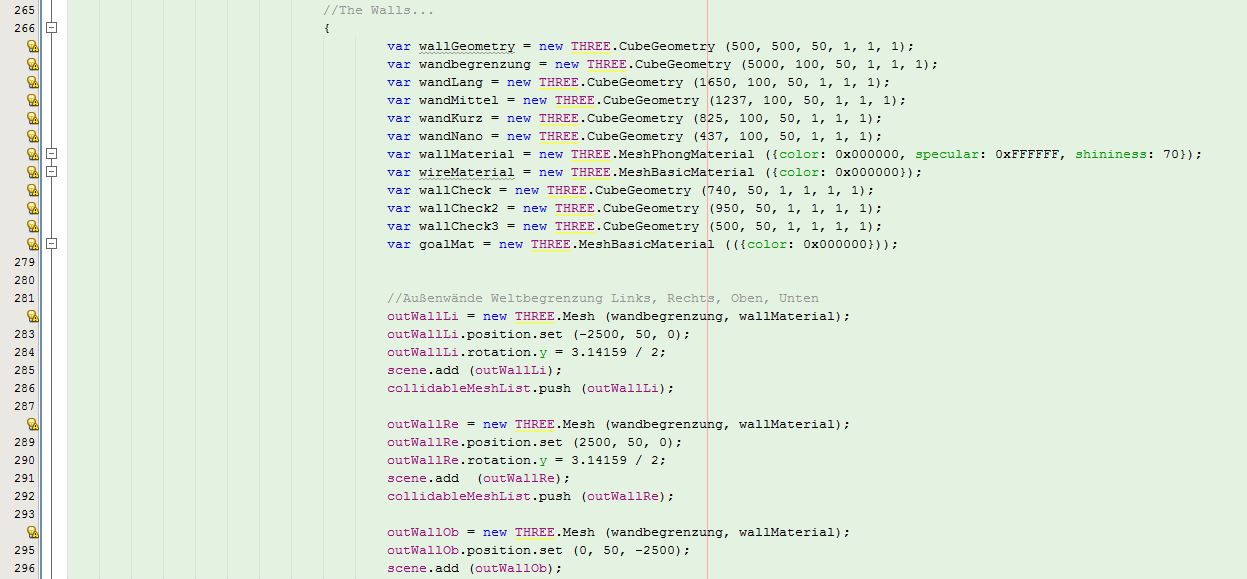 265 //The Walls...
266 {
var wallGeometry = new THREE.CubeGeometry (500, 500, 50, 1, 1, 1);
var wandbegrenzung = new THREE.CubeGeometry (5000, 100, 50, 1, 1, 1);
var wandLang = new THREE.CubeGeometry (1650, 100, 50, 1, 1, 1);
var wandMittel = new THREE.CubeGeometry (1237, 100, 50, 1, 1, 1);
var wandKurz = new THREE.CubeGeometry (825, 100, 50, 1, 1, 1);
var wandNano = new THREE.CubeGeometry (437, 100, 50, 1, 1, 1);
var wallMaterial = new THREE.MeshPhongMaterial ({color: 0x000000, specular: 0xFFFFFF, shininess: 70});
var wireMaterial = new THREE.MeshBasicMaterial ({color: 0x000000});
var wallCheck = new THREE.CubeGeometry (740, 50, 1, 1, 1, 1);
var wallCheck2 = new THREE.CubeGeometry (950, 50, 1, 1, 1, 1);
var wallCheck3 = new THREE.CubeGeometry (500, 50, 1, 1, 1, 1);
var goalMat = new THREE.MeshBasicMaterial (({color: 0x000000}));
279
280
281 //Außenwände Weltbegrenzung Links, Rechts, Oben, Unten
outWallLi = new THREE.Mesh (wandbegrenzung, wallMaterial);
283 outWallLi.position.set (-2500, 50, 0);
284 outWallLi.rotation.y = 3.14159 / 2;
285 scene.add (outWallLi);
286 collidableMeshList.push (outWallLi);
287
outWallRe = new THREE.Mesh (wandbegrenzung, wallMaterial);
289 outWallRe.position.set (2500, 50, 0);
290 outWallRe.rotation.y = 3.14159 / 2;
291 scene.add  (outWallRe);
292 collidableMeshList.push (outWallRe);
293
outWallOb = new THREE.Mesh (wandbegrenzung, wallMaterial);
295 outWallOb.position.set (0, 50, -2500);
296 scene.add (outWallOb);